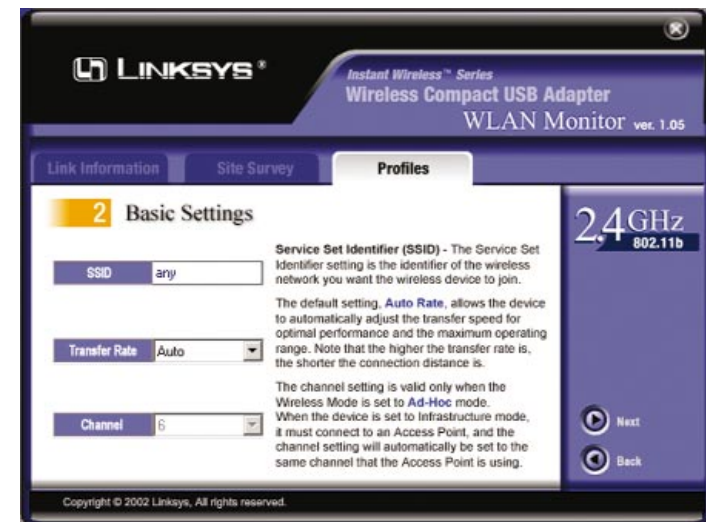 LINKSYS®
Instant Wireless™ Series
Wireless Compact USB Adapter
WLAN Monitor ver. 1.05
Link Information
Site Survey
Profiles
2 Basic Settings
2.4GHz
802.11b
SSID any
Service Set Identifier (SSID) - The Service Set
Identifier setting is the identifier of the wireless
network you want the wireless device to join.
Transfer Rate Auto
The default setting, Auto Rate, allows the device
to automatically adjust the transfer speed for
optimal performance and the maximum operating
range. Note that the higher the transfer rate is,
the shorter the connection distance is.
Channel 6
The channel setting is valid only when the
Wireless Mode is set to Ad-Hoc mode.
When the device is set to Infrastructure mode,
it must connect to an Access Point, and the
channel setting will automatically be set to the
same channel that the Access Point is using.
Next
Back
Copyright © 2002 Linksys, All rights reserved.